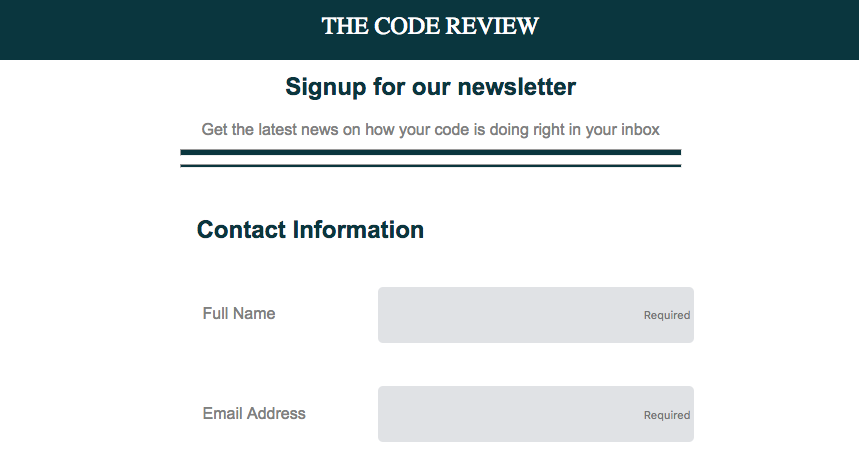 THE CODE REVIEW
Signup for our newsletter
Get the latest news on how your code is doing right in your inbox
Contact Information
Full Name
Required
Email Address
Required